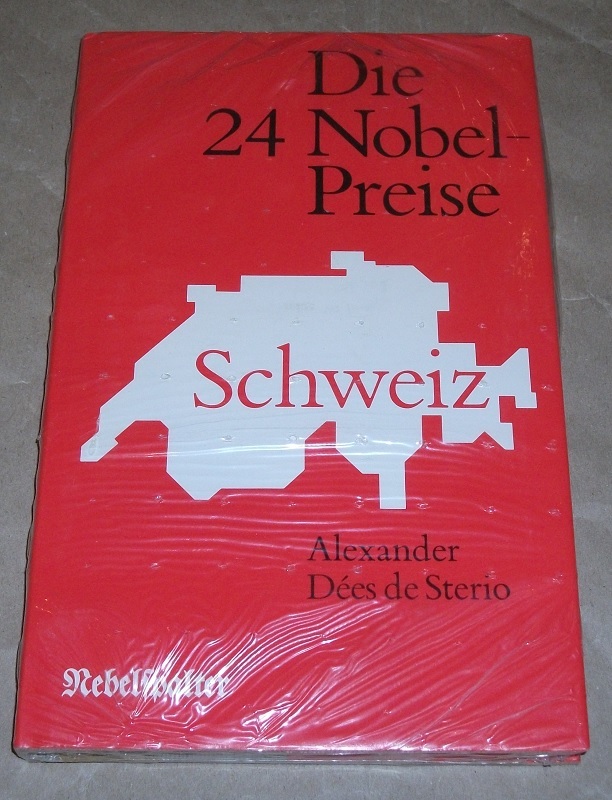 Die
24 Nobel-
Preise
Schweiz
Alexander
Dées de Sterio
Nebelspalter